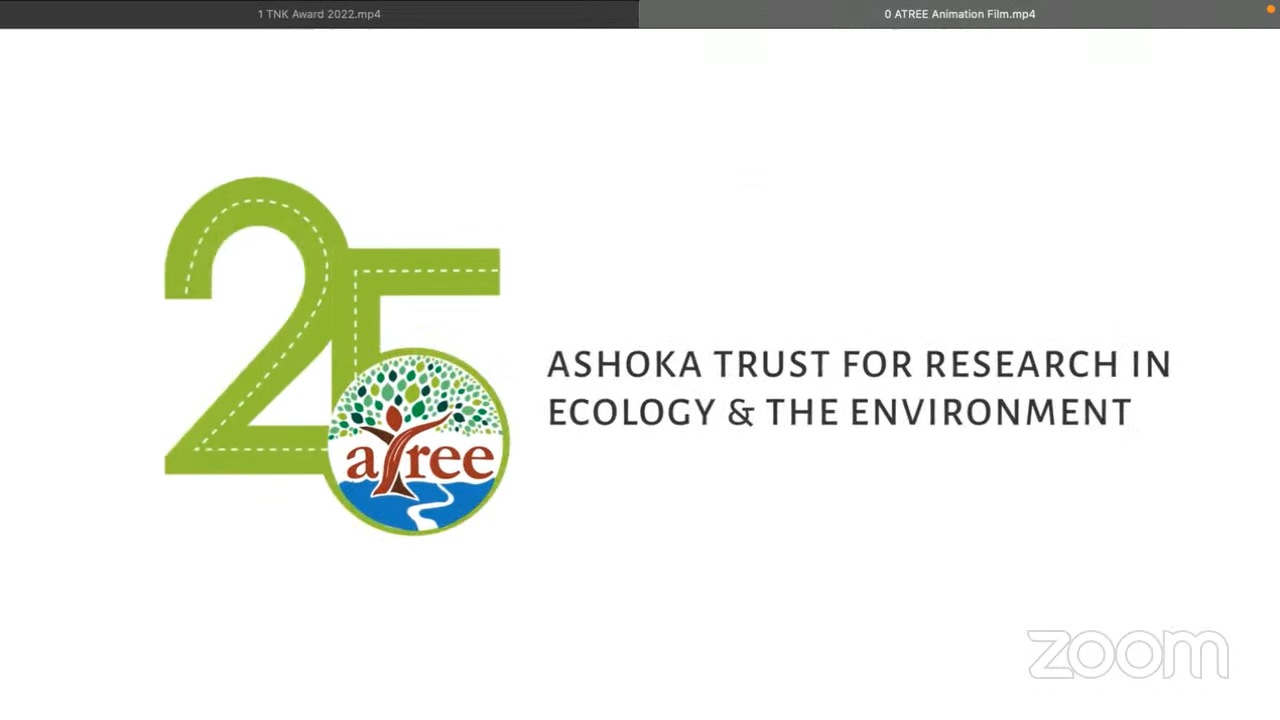 1 TNK Award 2022.mp4
0 ATREE Animation Film.mp4
25
ASHOKA TRUST FOR RESEARCH IN
ECOLOGY & THE ENVIRONMENT
atree
zoom